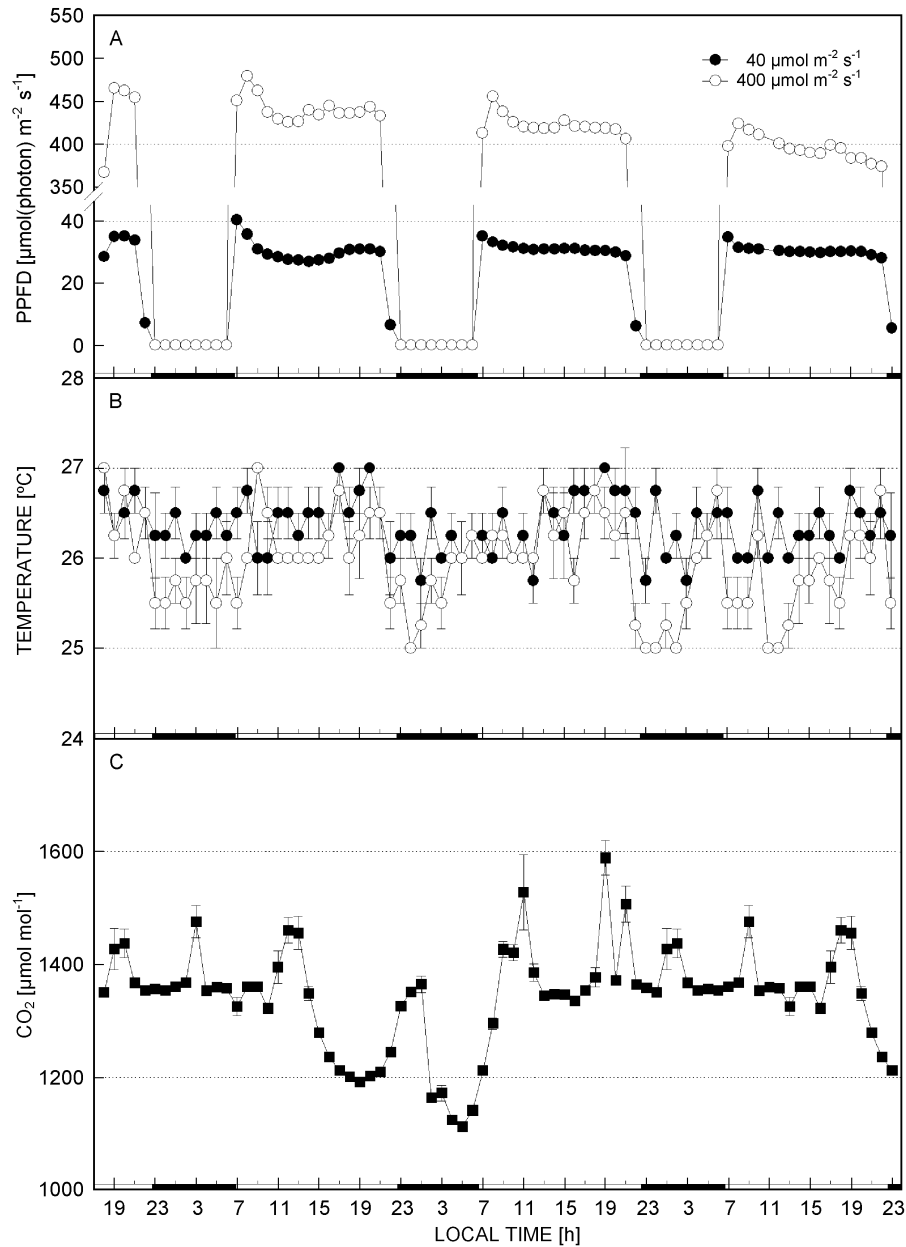 A
550
500
450
400
350
40
20
0
PPFD [µmol(photon) m⁻² s⁻¹]
40 µmol m⁻² s⁻¹
400 µmol m⁻² s⁻¹
B
28
27
26
25
24
TEMPERATURE [ºC]
C
1600
1400
1200
1000
CO₂ [µmol mol⁻¹]
19 23 3 7 11 15 19 23 3 7 11 15 19 23 3 7 11 15 19 23
LOCAL TIME [h]